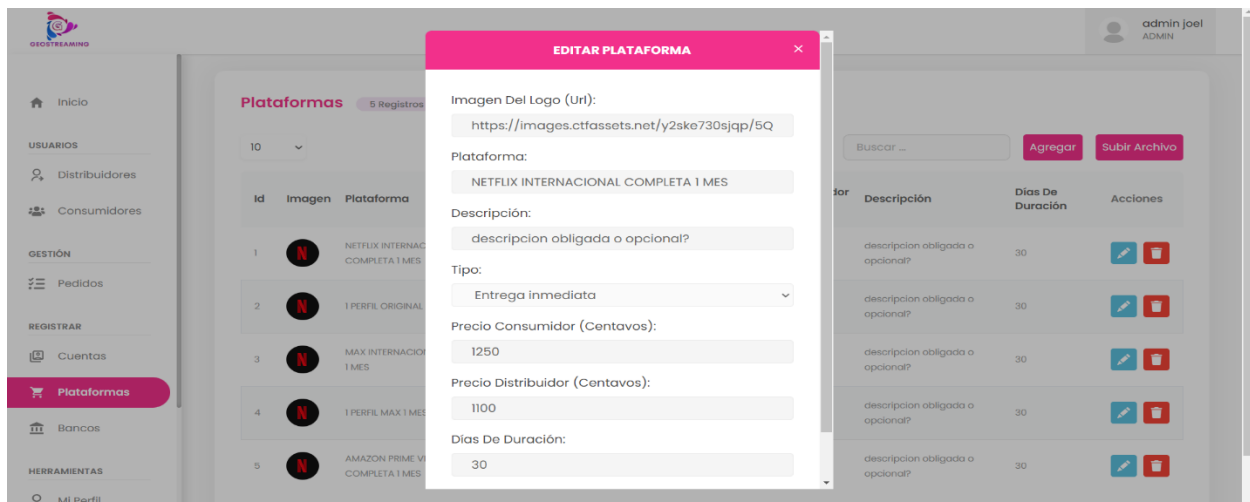 GEOSTREAMING
admin joel
ADMIN
Inicio
USUARIOS
Distribuidores
Consumidores
GESTIÓN
Pedidos
REGISTRAR
Cuentas
Plataformas
Bancos
HERRAMIENTAS
Mi Perfil
Plataformas 5 Registros
10
Buscar ...
Agregar
Subir Archivo
Id Imagen Plataforma Descripción Días De Duración Acciones
1 NETFLIX
COMPLETA 1 MES
descripcion obligada o
opcional?
30
2 1 PERFIL ORIGINAL
descripcion obligada o
opcional?
30
3 MAX
1 MES
descripcion obligada o
opcional?
30
4 1 PERFIL MAX 1 MES
descripcion obligada o
opcional?
30
5 AMAZON PRIME
COMPLETA 1 MES
descripcion obligada o
opcional?
30
EDITAR PLATAFORMA ×
Imagen Del Logo (Url):
https://images.ctfassets.net/y2ske730sjqp/5Q
Plataforma:
NETFLIX INTERNACIONAL COMPLETA 1 MES
Descripción:
descripcion obligada o opcional?
Tipo:
Entrega inmediata
Precio Consumidor (Centavos):
1250
Precio Distribuidor (Centavos):
1100
Días De Duración:
30